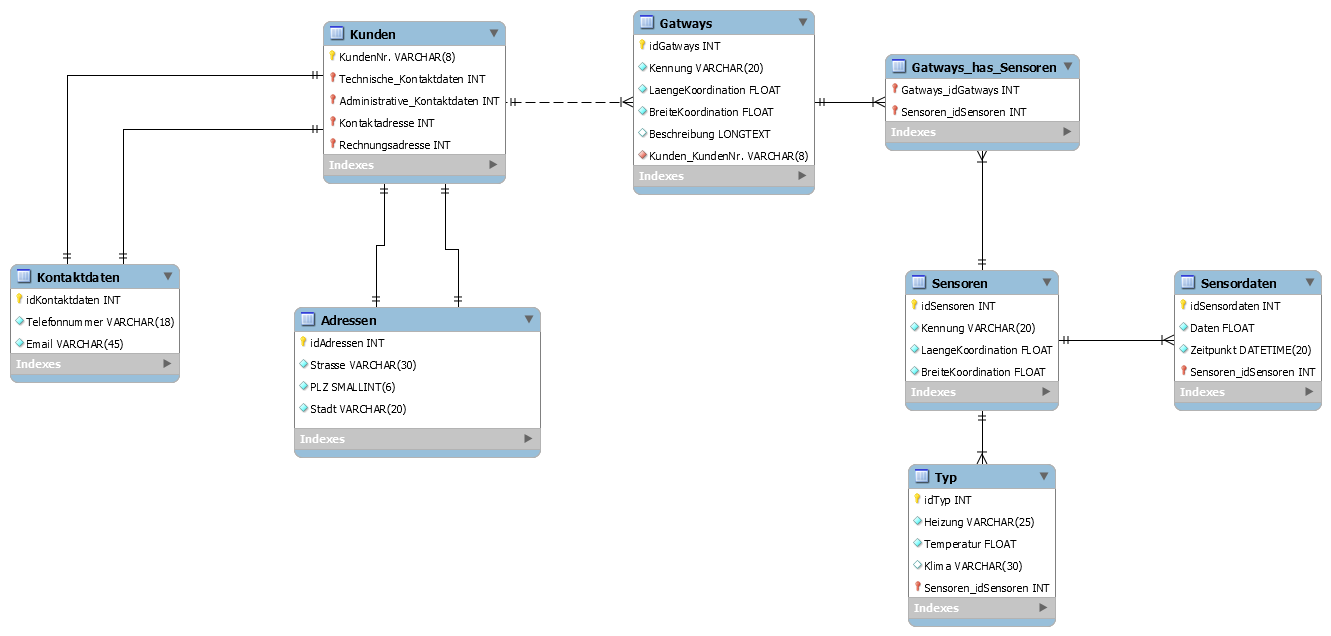 Kunden
KundenNr. VARCHAR(8)
Technische_Kontaktdaten INT
Administrative_Kontaktdaten INT
Kontaktadresse INT
Rechnungsadresse INT
Indexes
Gatways
idGatways INT
Kennung VARCHAR(20)
LaengeKoordination FLOAT
BreiteKoordination FLOAT
Beschreibung LONGTEXT
Kunden_KundenNr. VARCHAR(8)
Indexes
Gatways_has_Sensoren
Gatways_idGatways INT
Sensoren_idSensoren INT
Indexes
Kontaktdaten
idKontaktdaten INT
Telefonnummer VARCHAR(18)
Email VARCHAR(45)
Indexes
Adressen
idAdressen INT
Strasse VARCHAR(30)
PLZ SMALLINT(6)
Stadt VARCHAR(20)
Indexes
Sensoren
idSensoren INT
Kennung VARCHAR(20)
LaengeKoordination FLOAT
BreiteKoordination FLOAT
Indexes
Sensordaten
idSensordaten INT
Daten FLOAT
Zeitpunkt DATETIME(20)
Sensoren_idSensoren INT
Indexes
Typ
idTyp INT
Heizung VARCHAR(25)
Temperatur FLOAT
Klima VARCHAR(30)
Sensoren_idSensoren INT
Indexes